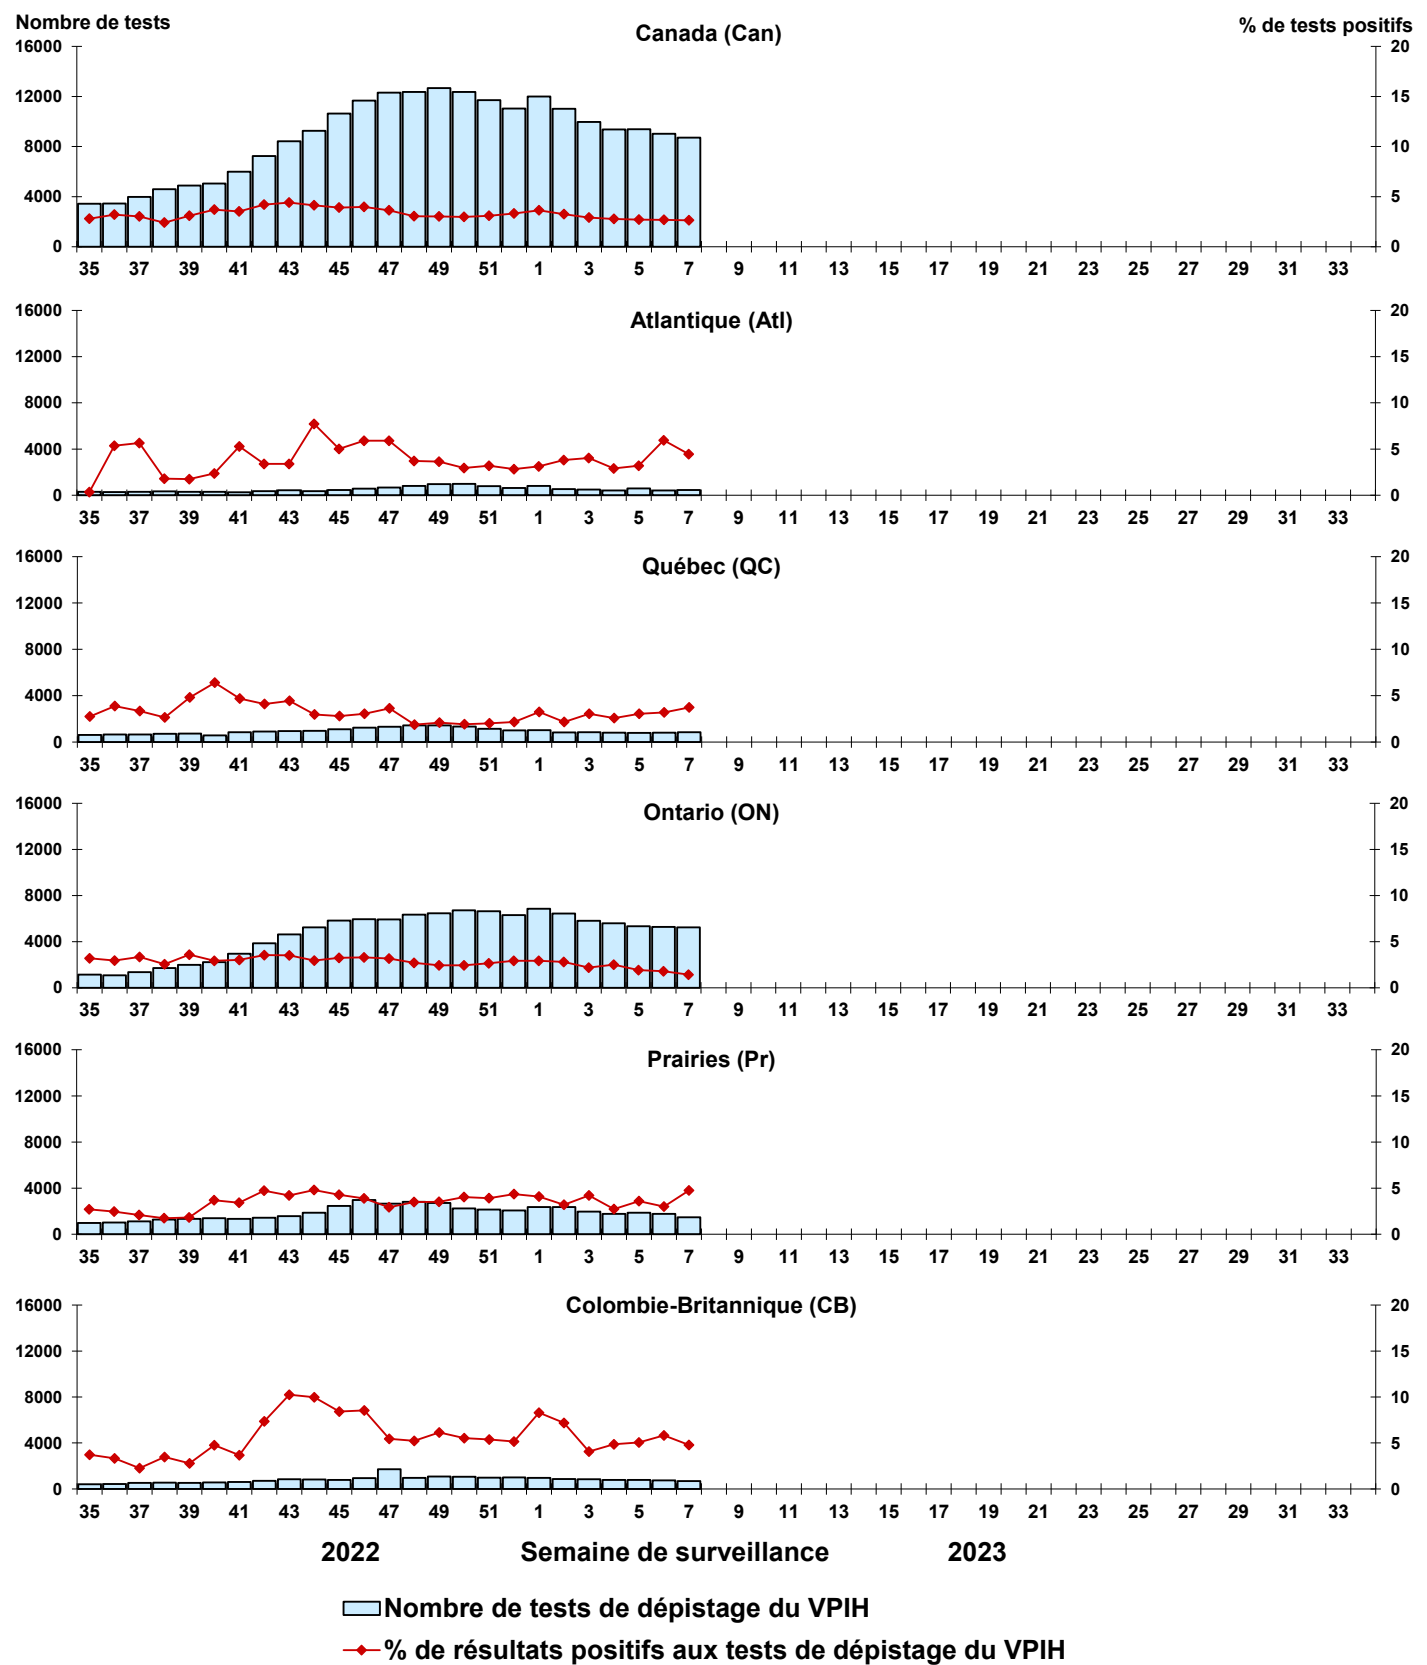 Nombre de tests
Canada (Can)
% de tests positifs
16000 20
12000 15
8000 10
4000 5
0 0
35 37 39 41 43 45 47 49 51 1 3 5 7 9 11 13 15 17 19 21 23 25 27 29 31 33
Atlantique (Atl)
16000 20
12000 15
8000 10
4000 5
0 0
35 37 39 41 43 45 47 49 51 1 3 5 7 9 11 13 15 17 19 21 23 25 27 29 31 33
Québec (QC)
16000 20
12000 15
8000 10
4000 5
0 0
35 37 39 41 43 45 47 49 51 1 3 5 7 9 11 13 15 17 19 21 23 25 27 29 31 33
Ontario (ON)
16000 20
12000 15
8000 10
4000 5
0 0
35 37 39 41 43 45 47 49 51 1 3 5 7 9 11 13 15 17 19 21 23 25 27 29 31 33
Prairies (Pr)
16000 20
12000 15
8000 10
4000 5
0 0
35 37 39 41 43 45 47 49 51 1 3 5 7 9 11 13 15 17 19 21 23 25 27 29 31 33
Colombie-Britannique (CB)
16000 20
12000 15
8000 10
4000 5
0 0
35 37 39 41 43 45 47 49 51 1 3 5 7 9 11 13 15 17 19 21 23 25 27 29 31 33
2022 Semaine de surveillance 2023
Nombre de tests de dépistage du VPIH
% de résultats positifs aux tests de dépistage du VPIH